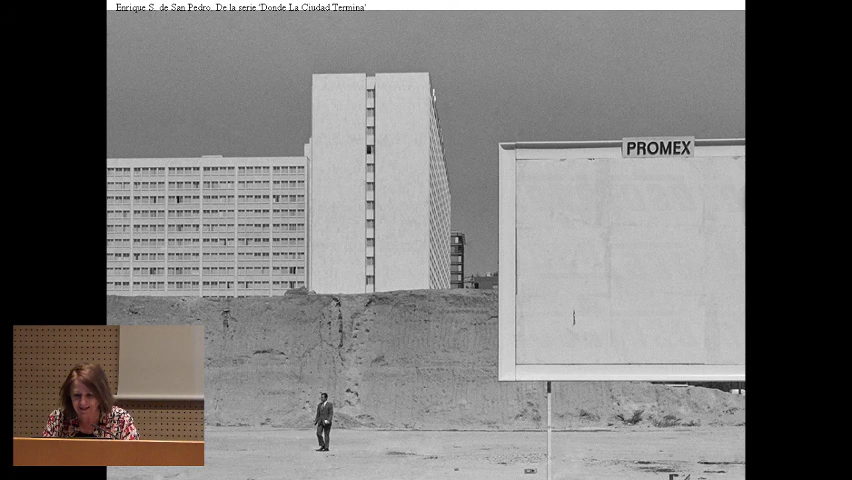 Enrique S. de San Pedro. De la serie 'Donde La Ciudad Termina'
PROMEX